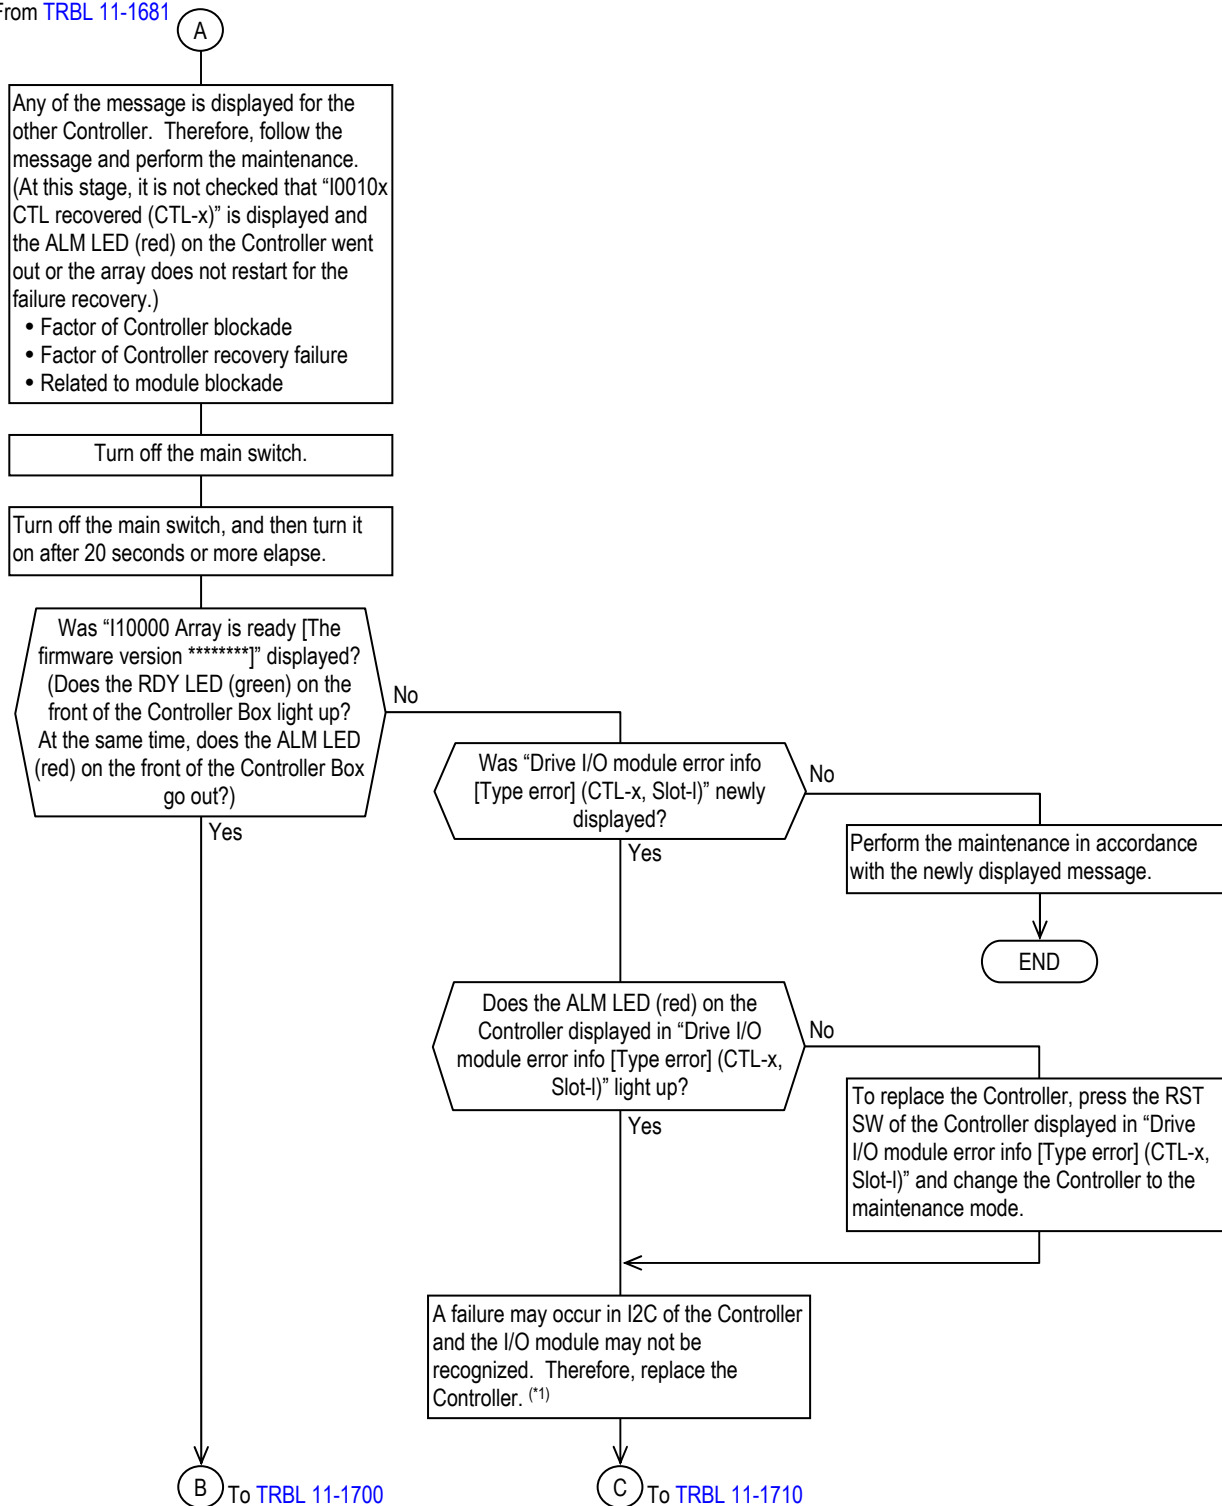 From TRBL 11-1681
A
Any of the message is displayed for the
other Controller.  Therefore, follow the
message and perform the maintenance.
(At this stage, it is not checked that “I0010x
CTL recovered (CTL-x)” is displayed and
the ALM LED (red) on the Controller went
out or the array does not restart for the
failure recovery.)
• Factor of Controller blockade
• Factor of Controller recovery failure
• Related to module blockade
Turn off the main switch.
Turn off the main switch, and then turn it
on after 20 seconds or more elapse.
Was “I10000 Array is ready [The
firmware version ********]” displayed?
(Does the RDY LED (green) on the
front of the Controller Box light up?
At the same time, does the ALM LED
(red) on the front of the Controller Box
go out?)
No
Yes
Was “Drive I/O module error info
[Type error] (CTL-x, Slot-l)” newly
displayed?
No
Yes
Perform the maintenance in accordance
with the newly displayed message.
END
Does the ALM LED (red) on the
Controller displayed in “Drive I/O
module error info [Type error] (CTL-x,
Slot-l)” light up?
No
Yes
To replace the Controller, press the RST
SW of the Controller displayed in “Drive
I/O module error info [Type error] (CTL-x,
Slot-l)” and change the Controller to the
maintenance mode.
A failure may occur in I2C of the Controller
and the I/O module may not be
recognized.  Therefore, replace the
Controller. (*1)
B
To TRBL 11-1700
C
To TRBL 11-1710